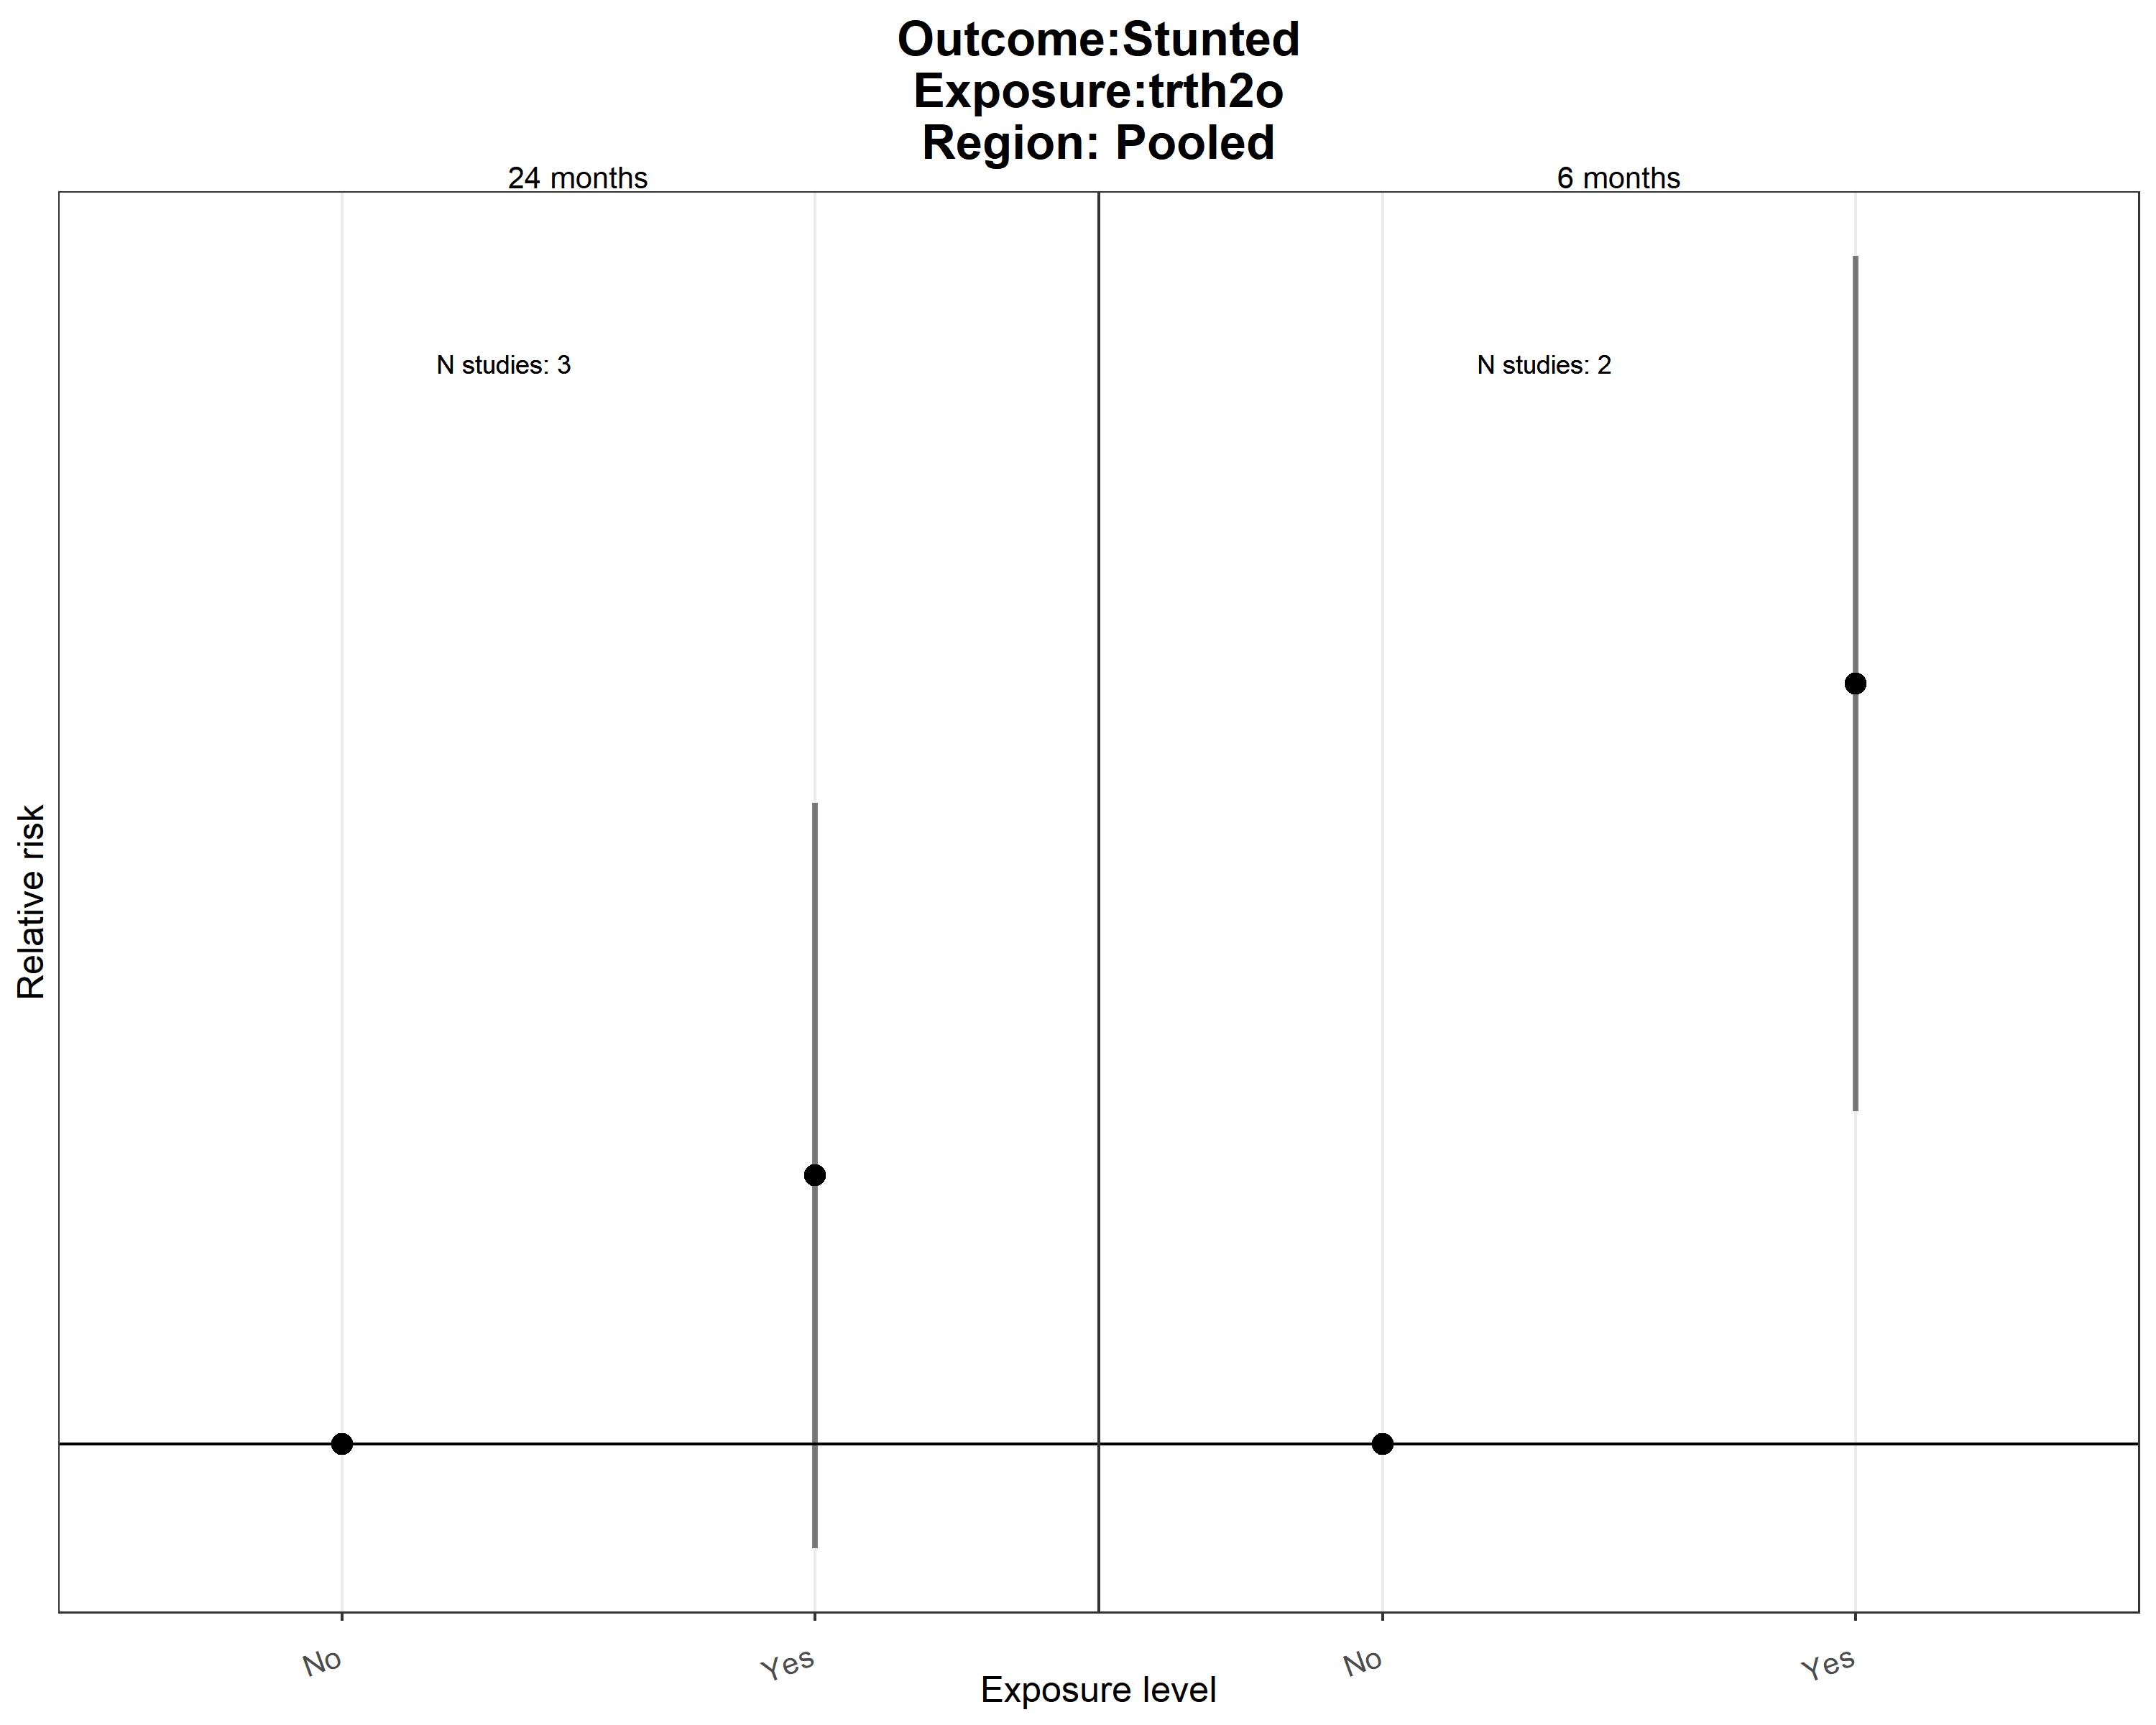 Outcome:Stunted
Exposure:trth2o
Region: Pooled
24 months
6 months
N studies: 3
N studies: 2
Relative risk
No
Yes
No
Yes
Exposure level